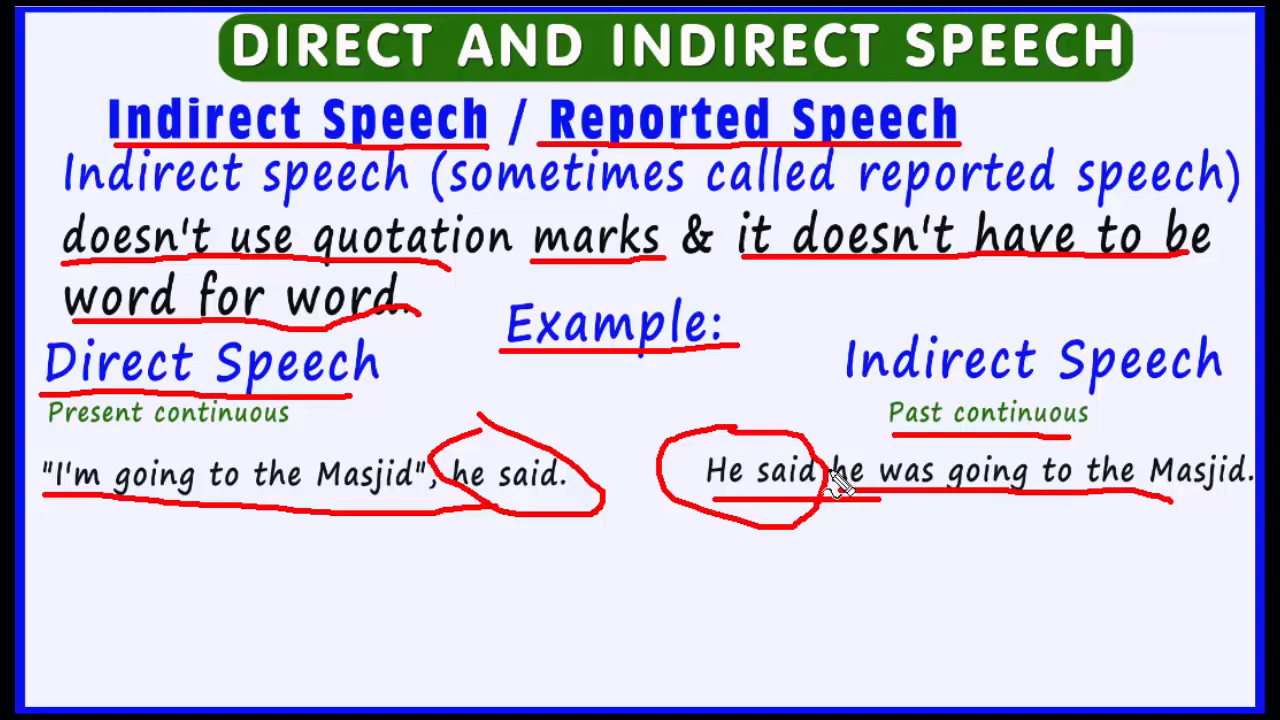 DIRECT AND INDIRECT SPEECH
Indirect Speech / Reported Speech
Indirect speech (sometimes called reported speech)
doesn't use quotation marks & it doesn't have to be
word for word.
Example:
Direct Speech
Indirect Speech
Present continuous
Past continuous
"I'm going to the Masjid", he said.
He said he was going to the Masjid.